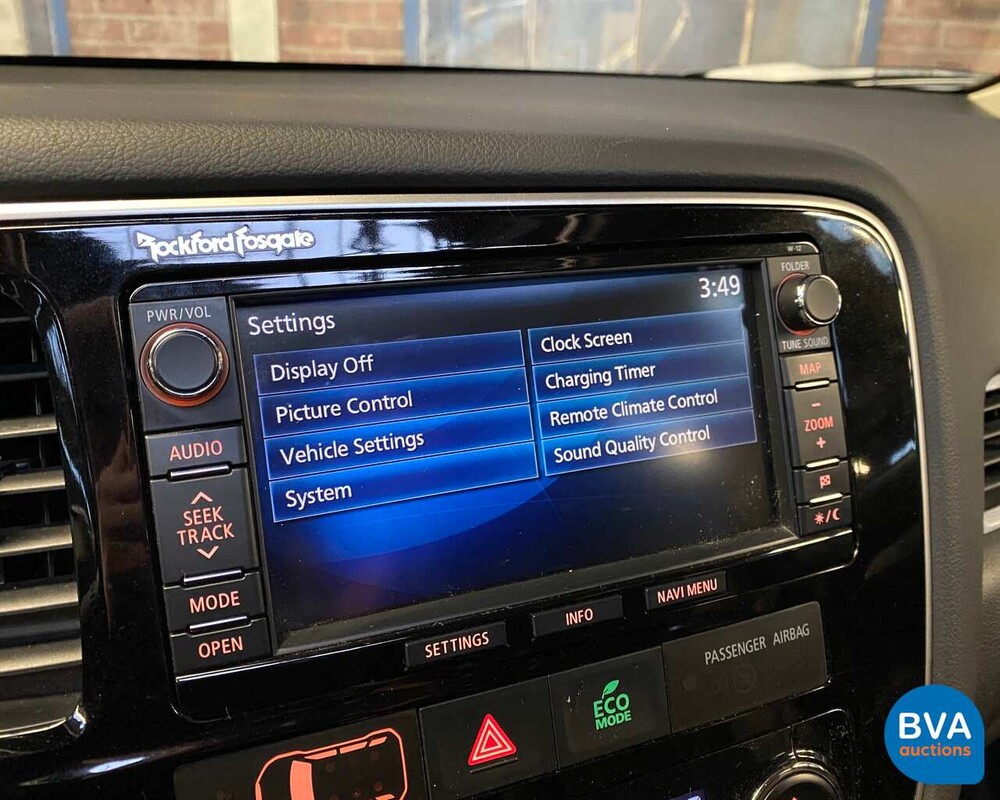 Rockford Fosgate
PWR/VOL
Settings
3:49
Display Off
Clock Screen
Picture Control
Charging Timer
Vehicle Settings
Remote Climate Control
System
Sound Quality Control
AUDIO
SEEK
TRACK
MODE
OPEN
FOLDER
TUNE SOUND
MAP
−
ZOOM
+
SETTINGS
INFO
NAVI MENU
PASSENGER AIRBAG
ECO
MODE
BVA
auctions